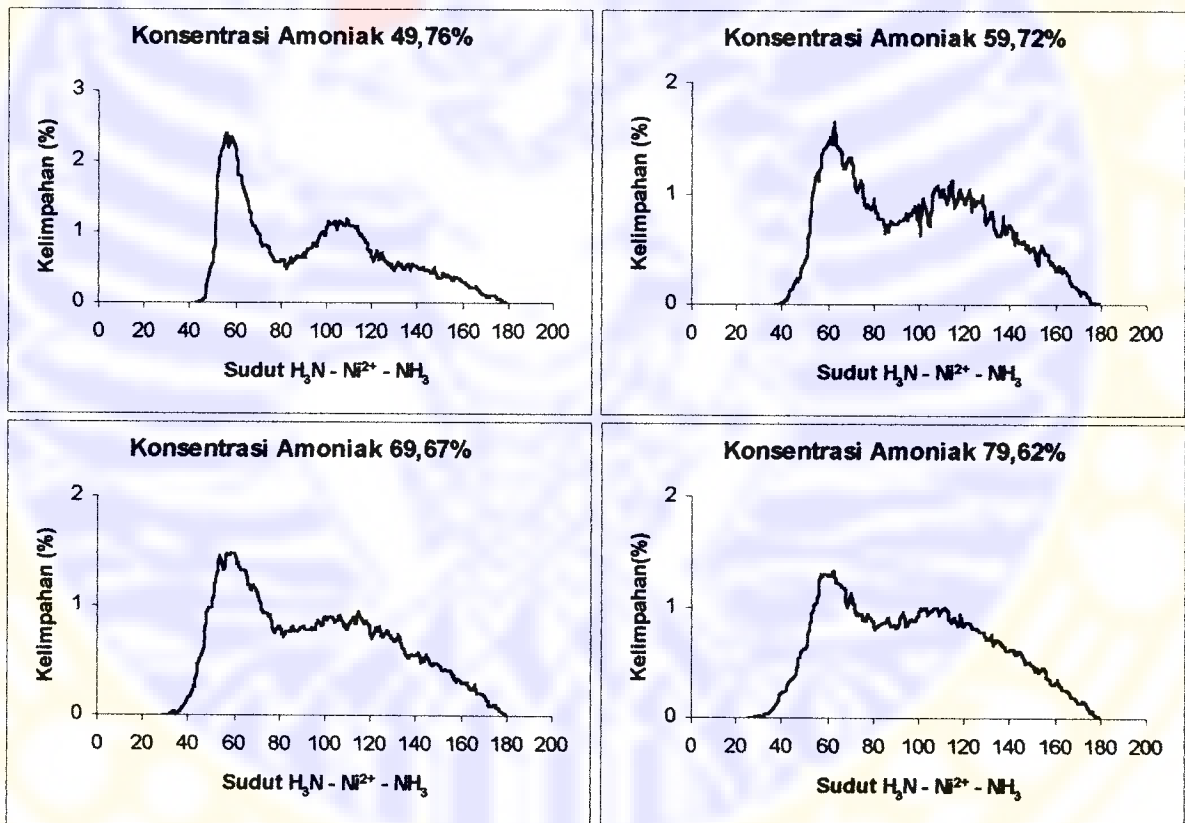 Konsentrasi Amoniak 49,76%
Kelimpahan (%)
3
2
1
0
0 20 40 60 80 100 120 140 160 180 200
Sudut H₃N - Ni²⁺ - NH₃
Konsentrasi Amoniak 59,72%
Kelimpahan (%)
2
1
0
0 20 40 60 80 100 120 140 160 180 200
Sudut H₃N - Ni²⁺ - NH₃
Konsentrasi Amoniak 69,67%
Kelimpahan (%)
2
1
0
0 20 40 60 80 100 120 140 160 180 200
Sudut H₃N - Ni²⁺ - NH₃
Konsentrasi Amoniak 79,62%
Kelimpahan(%)
2
1
0
0 20 40 60 80 100 120 140 160 180 200
Sudut H₃N - Ni²⁺ - NH₃